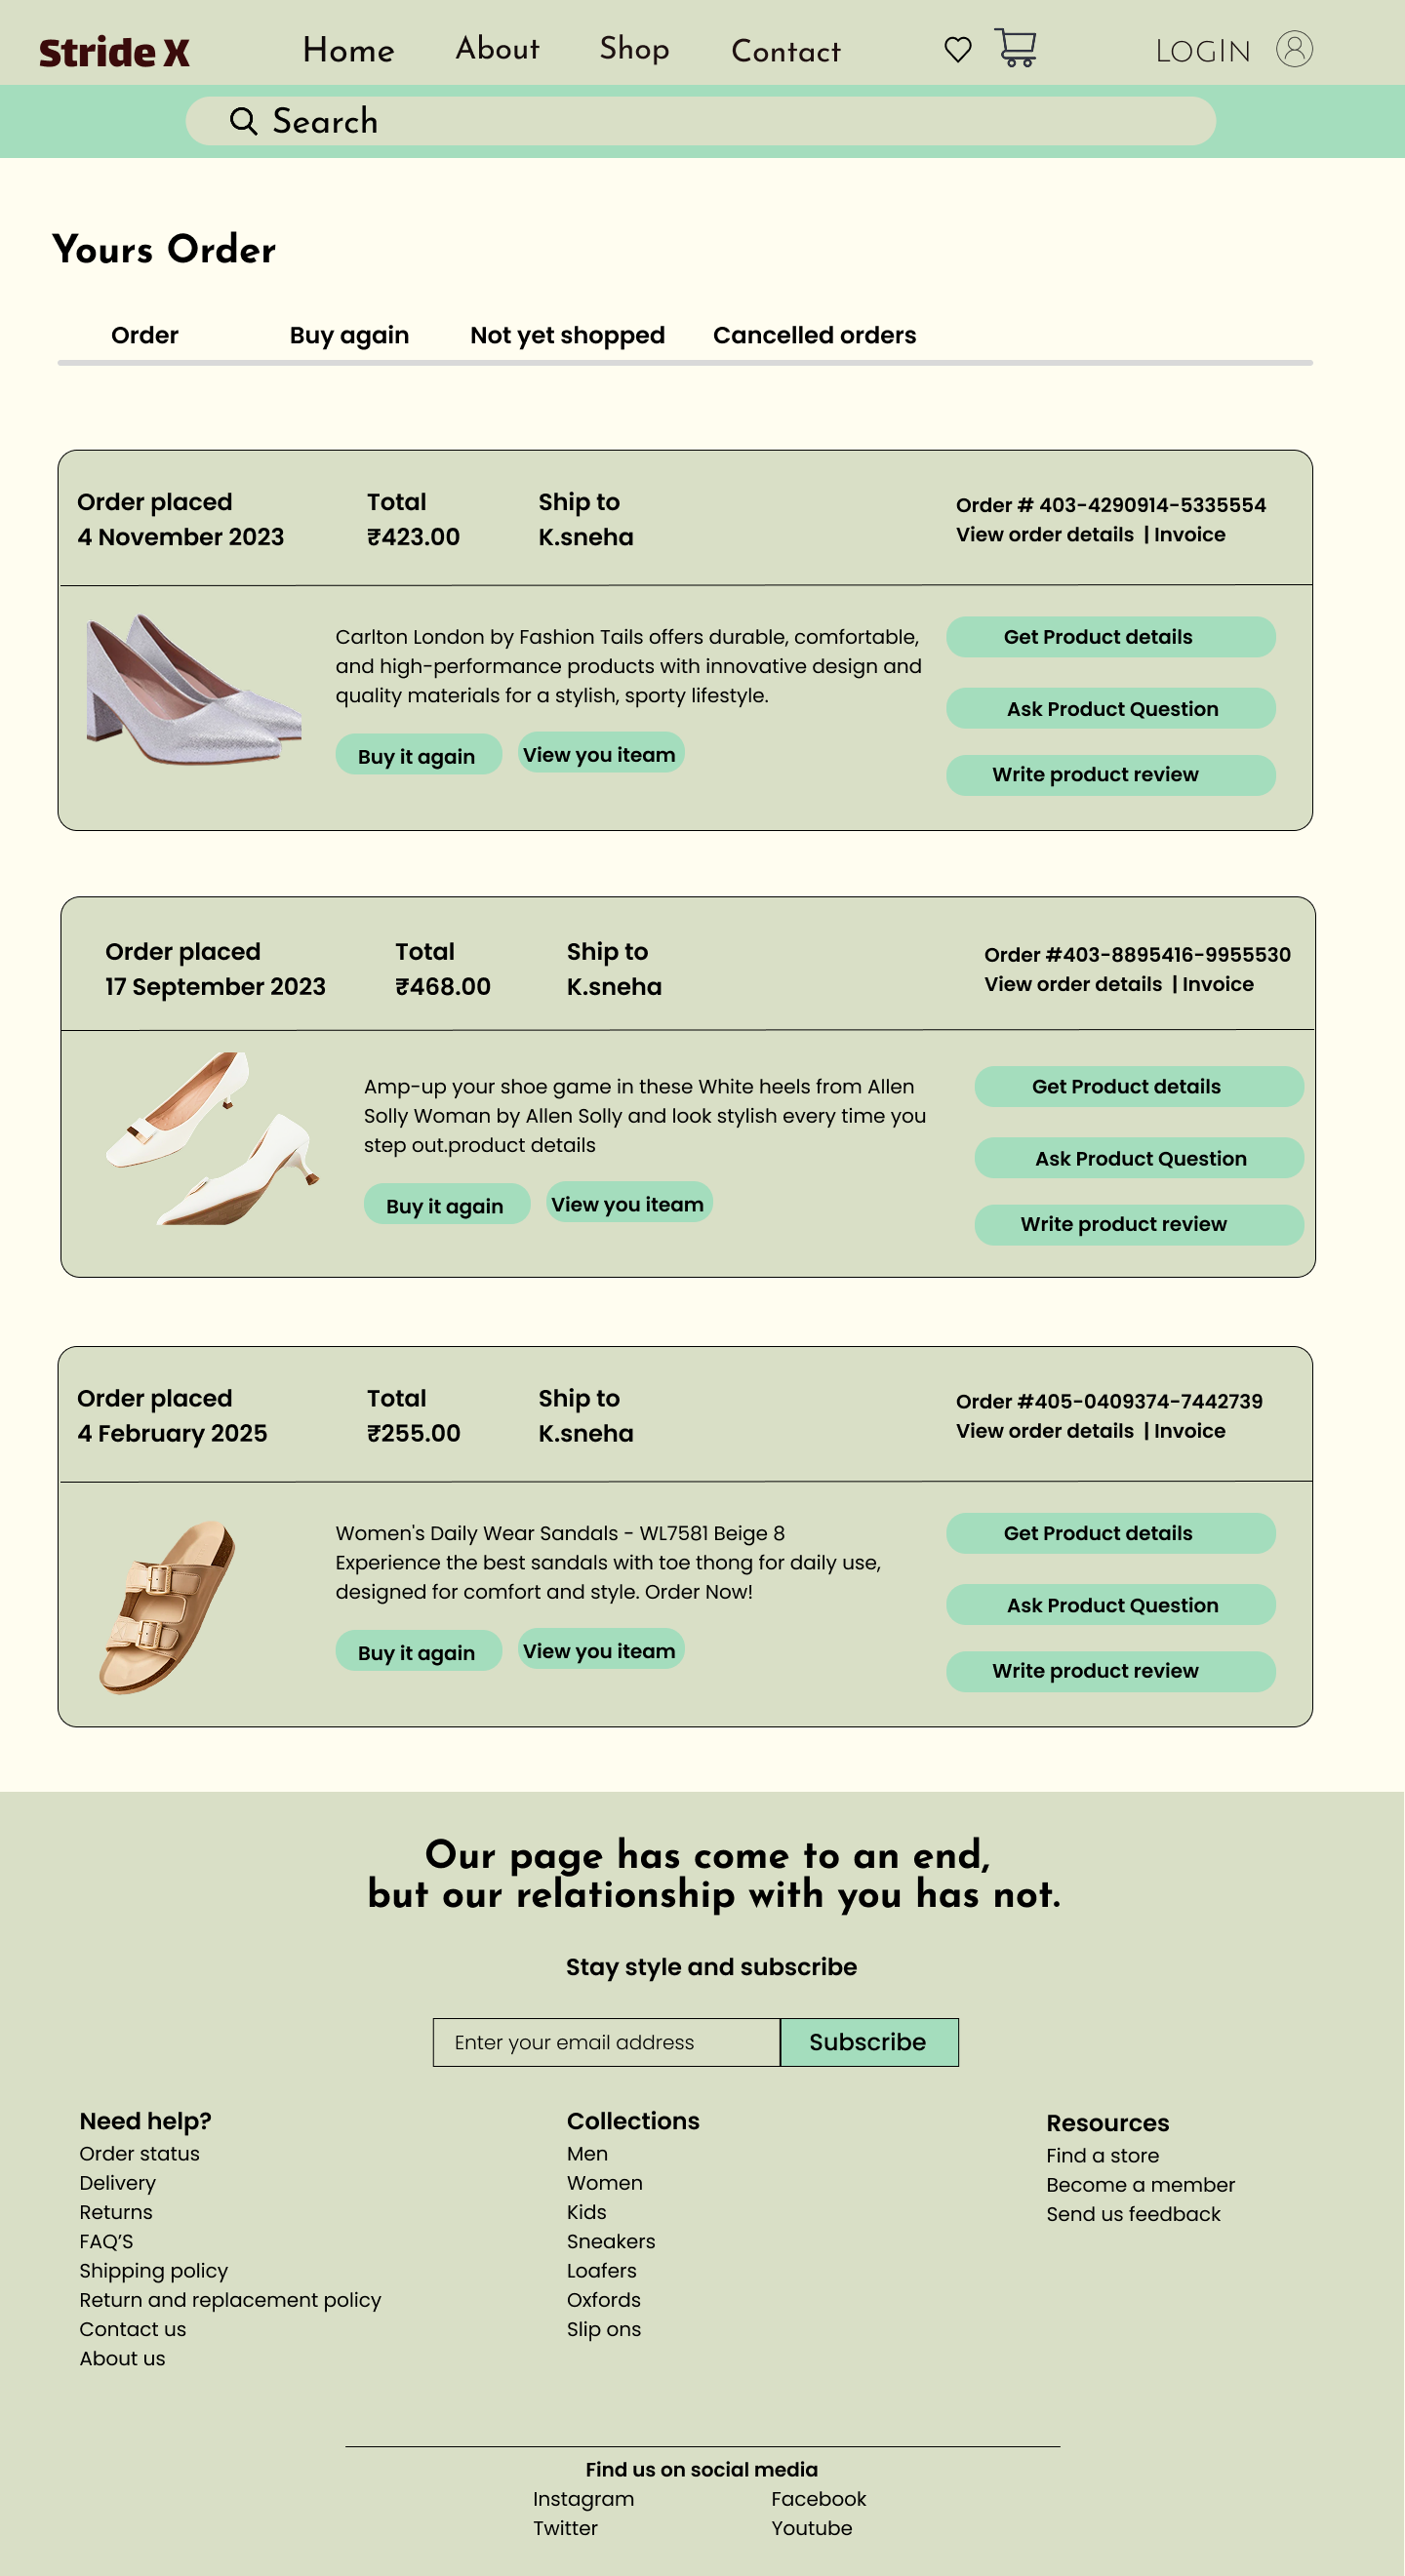 Stride X
Home About Shop Contact LOGIN
Search
Yours Order
Order Buy again Not yet shopped Cancelled orders
Order placed Total Ship to Order # 403-4290914-5335554
4 November 2023 ₹423.00 K.sneha View order details | Invoice
Carlton London by Fashion Tails offers durable, comfortable,
and high-performance products with innovative design and
quality materials for a stylish, sporty lifestyle.
Buy it again View you iteam
Get Product details
Ask Product Question
Write product review
Order placed Total Ship to Order #403-8895416-9955530
17 September 2023 ₹468.00 K.sneha View order details | Invoice
Amp-up your shoe game in these White heels from Allen
Solly Woman by Allen Solly and look stylish every time you
step out.product details
Buy it again View you iteam
Get Product details
Ask Product Question
Write product review
Order placed Total Ship to Order #405-0409374-7442739
4 February 2025 ₹255.00 K.sneha View order details | Invoice
Women's Daily Wear Sandals - WL7581 Beige 8
Experience the best sandals with toe thong for daily use,
designed for comfort and style. Order Now!
Buy it again View you iteam
Get Product details
Ask Product Question
Write product review
Our page has come to an end,
but our relationship with you has not.
Stay style and subscribe
Enter your email address Subscribe
Need help?
Order status
Delivery
Returns
FAQ’S
Shipping policy
Return and replacement policy
Contact us
About us
Collections
Men
Women
Kids
Sneakers
Loafers
Oxfords
Slip ons
Resources
Find a store
Become a member
Send us feedback
Find us on social media
Instagram Facebook
Twitter Youtube